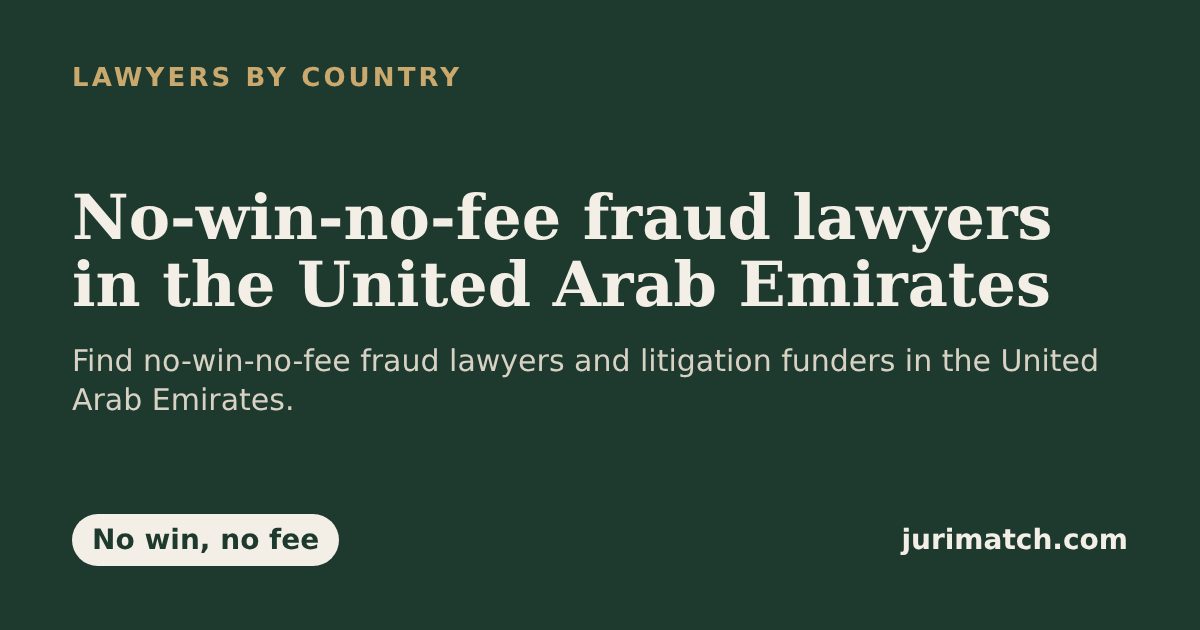 LAWYERS BY COUNTRY
No-win-no-fee fraud lawyers
in the United Arab Emirates
Find no-win-no-fee fraud lawyers and litigation funders in the United
Arab Emirates.
No win, no fee
jurimatch.com